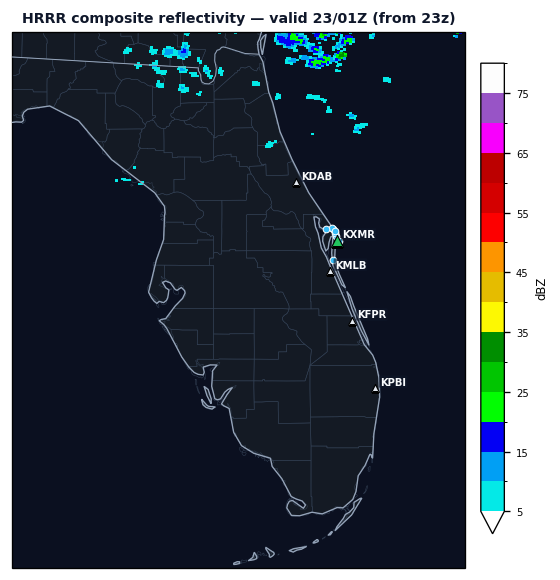 HRRR composite reflectivity — valid 23/01Z (from 23z)
KDAB
KXMR
KMLB
KFPR
KPBI
75
65
55
45
35
25
15
5
dBZ